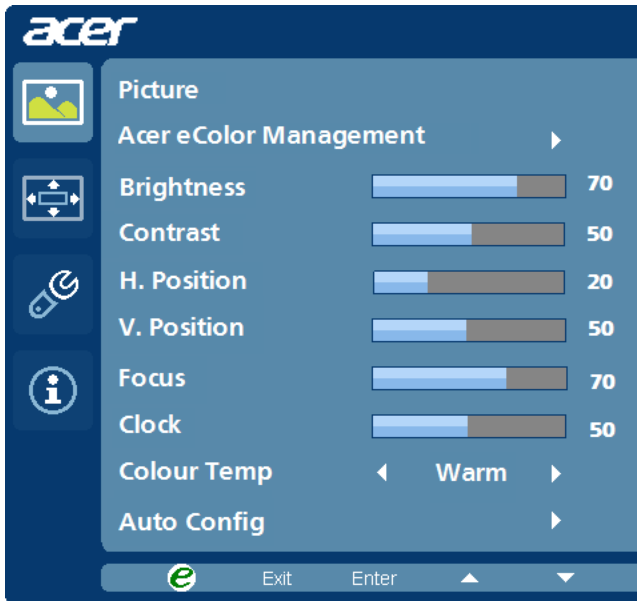 acer
Picture
Acer eColor Management
Brightness 70
Contrast 50
H. Position 20
V. Position 50
Focus 70
Clock 50
Colour Temp Warm
Auto Config
e Exit Enter